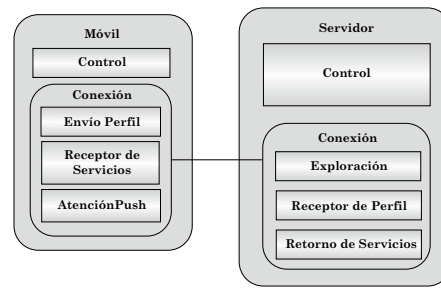 Móvil
Control
Conexión
Envío Perfil
Receptor de
Servicios
AtenciónPush
Servidor
Control
Conexión
Exploración
Receptor de Perfil
Retorno de Servicios